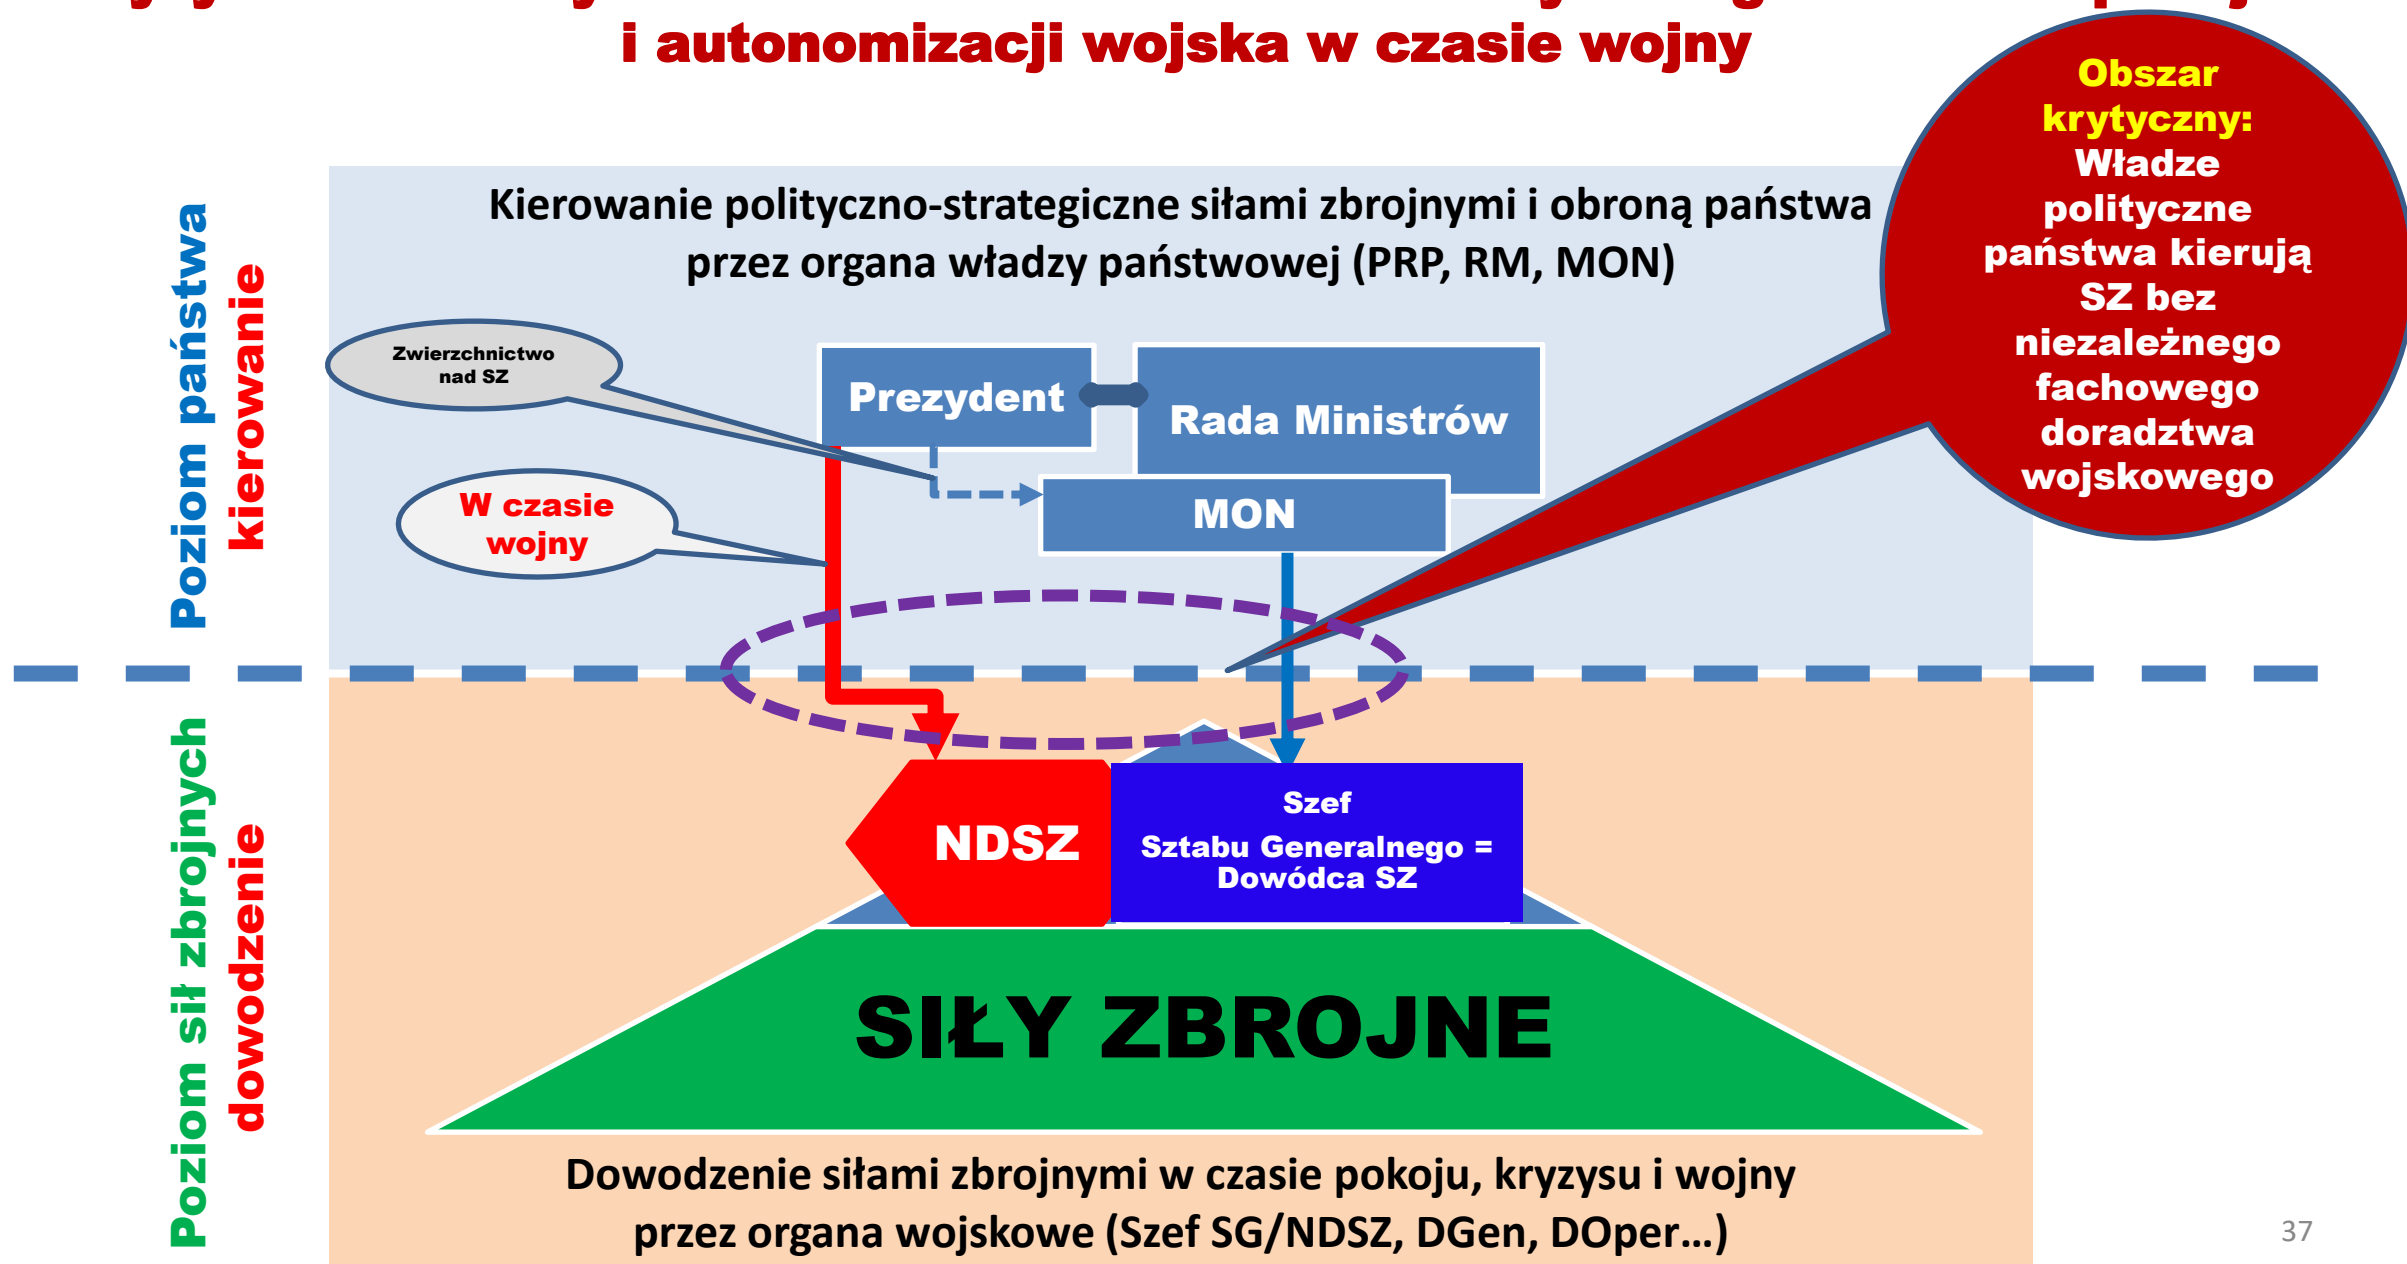 i autonomizacji wojska w czasie wojny
Obszar
krytyczny:
Władze
polityczne
państwa kierują
SZ bez
niezależnego
fachowego
doradztwa
wojskowego
Kierowanie polityczno-strategiczne siłami zbrojnymi i obroną państwa
przez organa władzy państwowej (PRP, RM, MON)
Poziom państwa
kierowanie
Zwierzchnictwo
nad SZ
Prezydent
Rada Ministrów
W czasie
wojny
MON
Poziom sił zbrojnych
dowodzenie
NDSZ
Szef
Sztabu Generalnego =
Dowódca SZ
SIŁY ZBROJNE
Dowodzenie siłami zbrojnymi w czasie pokoju, kryzysu i wojny
przez organa wojskowe (Szef SG/NDSZ, DGen, DOper...)
37